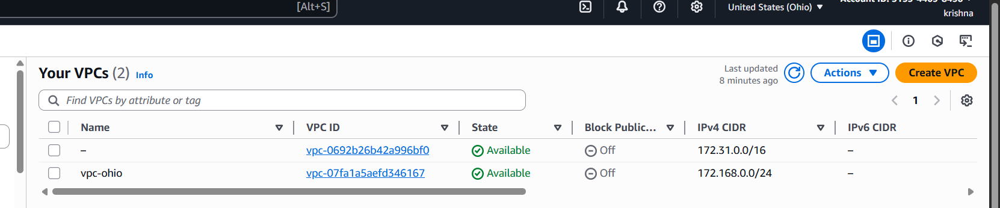 [Alt+S]
United States (Ohio)
krishna
Your VPCs (2) Info
Last updated
8 minutes ago
Actions
Create VPC
Find VPCs by attribute or tag
1
Name VPC ID State Block Public... IPv4 CIDR IPv6 CIDR
– vpc-0692b26b42a996bf0 Available Off 172.31.0.0/16 –
vpc-ohio vpc-07fa1a5aefd346167 Available Off 172.168.0.0/24 –